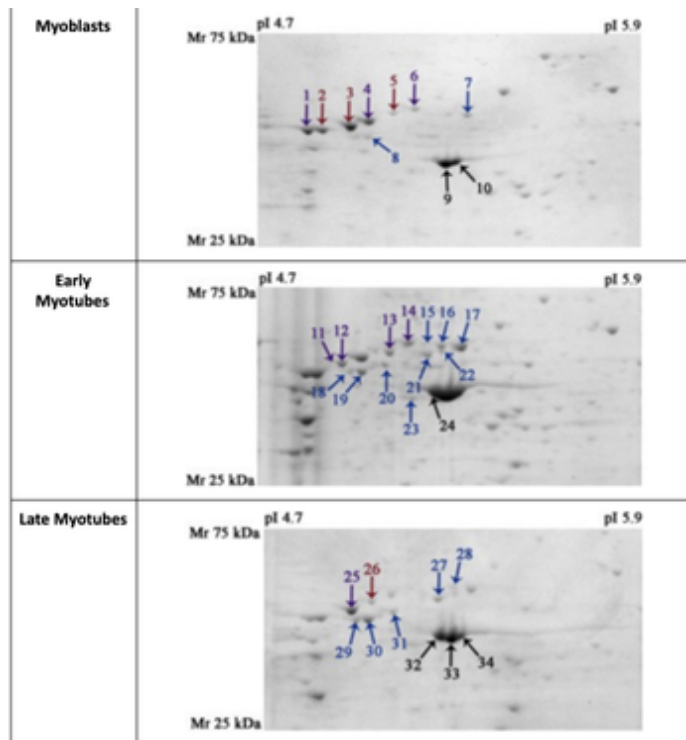 Myoblasts
pI 4.7
pI 5.9
Mr 75 kDa
1 2 3 4 5 6 7
8
9 10
Mr 25 kDa
Early
Myotubes
pI 4.7
pI 5.9
Mr 75 kDa
11 12 13 14 15 16 17
18 19 20 21 22
23 24
Mr 25 kDa
Late Myotubes
pI 4.7
pI 5.9
Mr 75 kDa
25 26 27 28
29 30 31
32 33 34
Mr 25 kDa